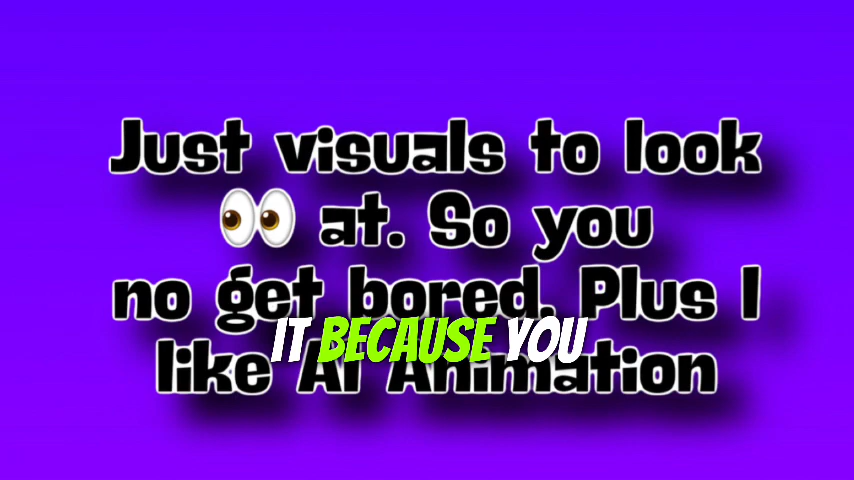 Just visuals to look
👀 at. So you
no get bored. Plus I
like AI Animation
IT BECAUSE YOU